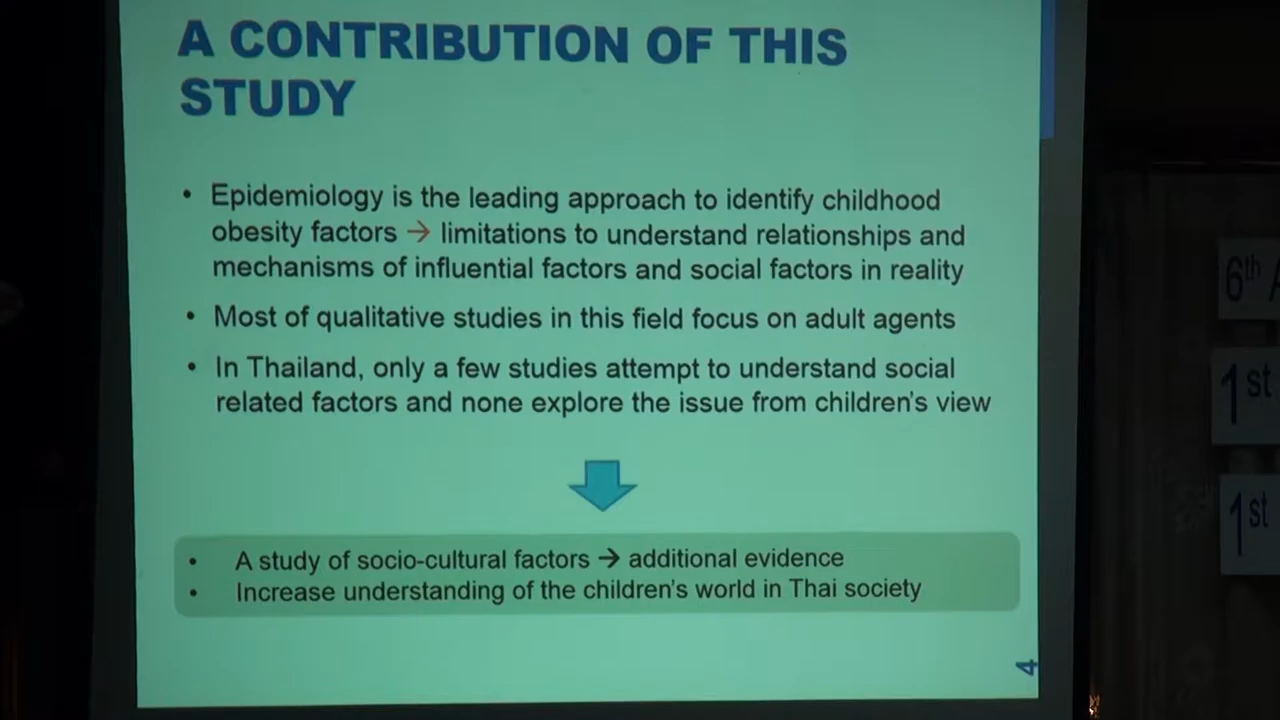 A CONTRIBUTION OF THIS
STUDY
• Epidemiology is the leading approach to identify childhood
obesity factors → limitations to understand relationships and
mechanisms of influential factors and social factors in reality
• Most of qualitative studies in this field focus on adult agents
• In Thailand, only a few studies attempt to understand social
related factors and none explore the issue from children's view
• A study of socio-cultural factors → additional evidence
• Increase understanding of the children's world in Thai society
4
6th A
1st
1st